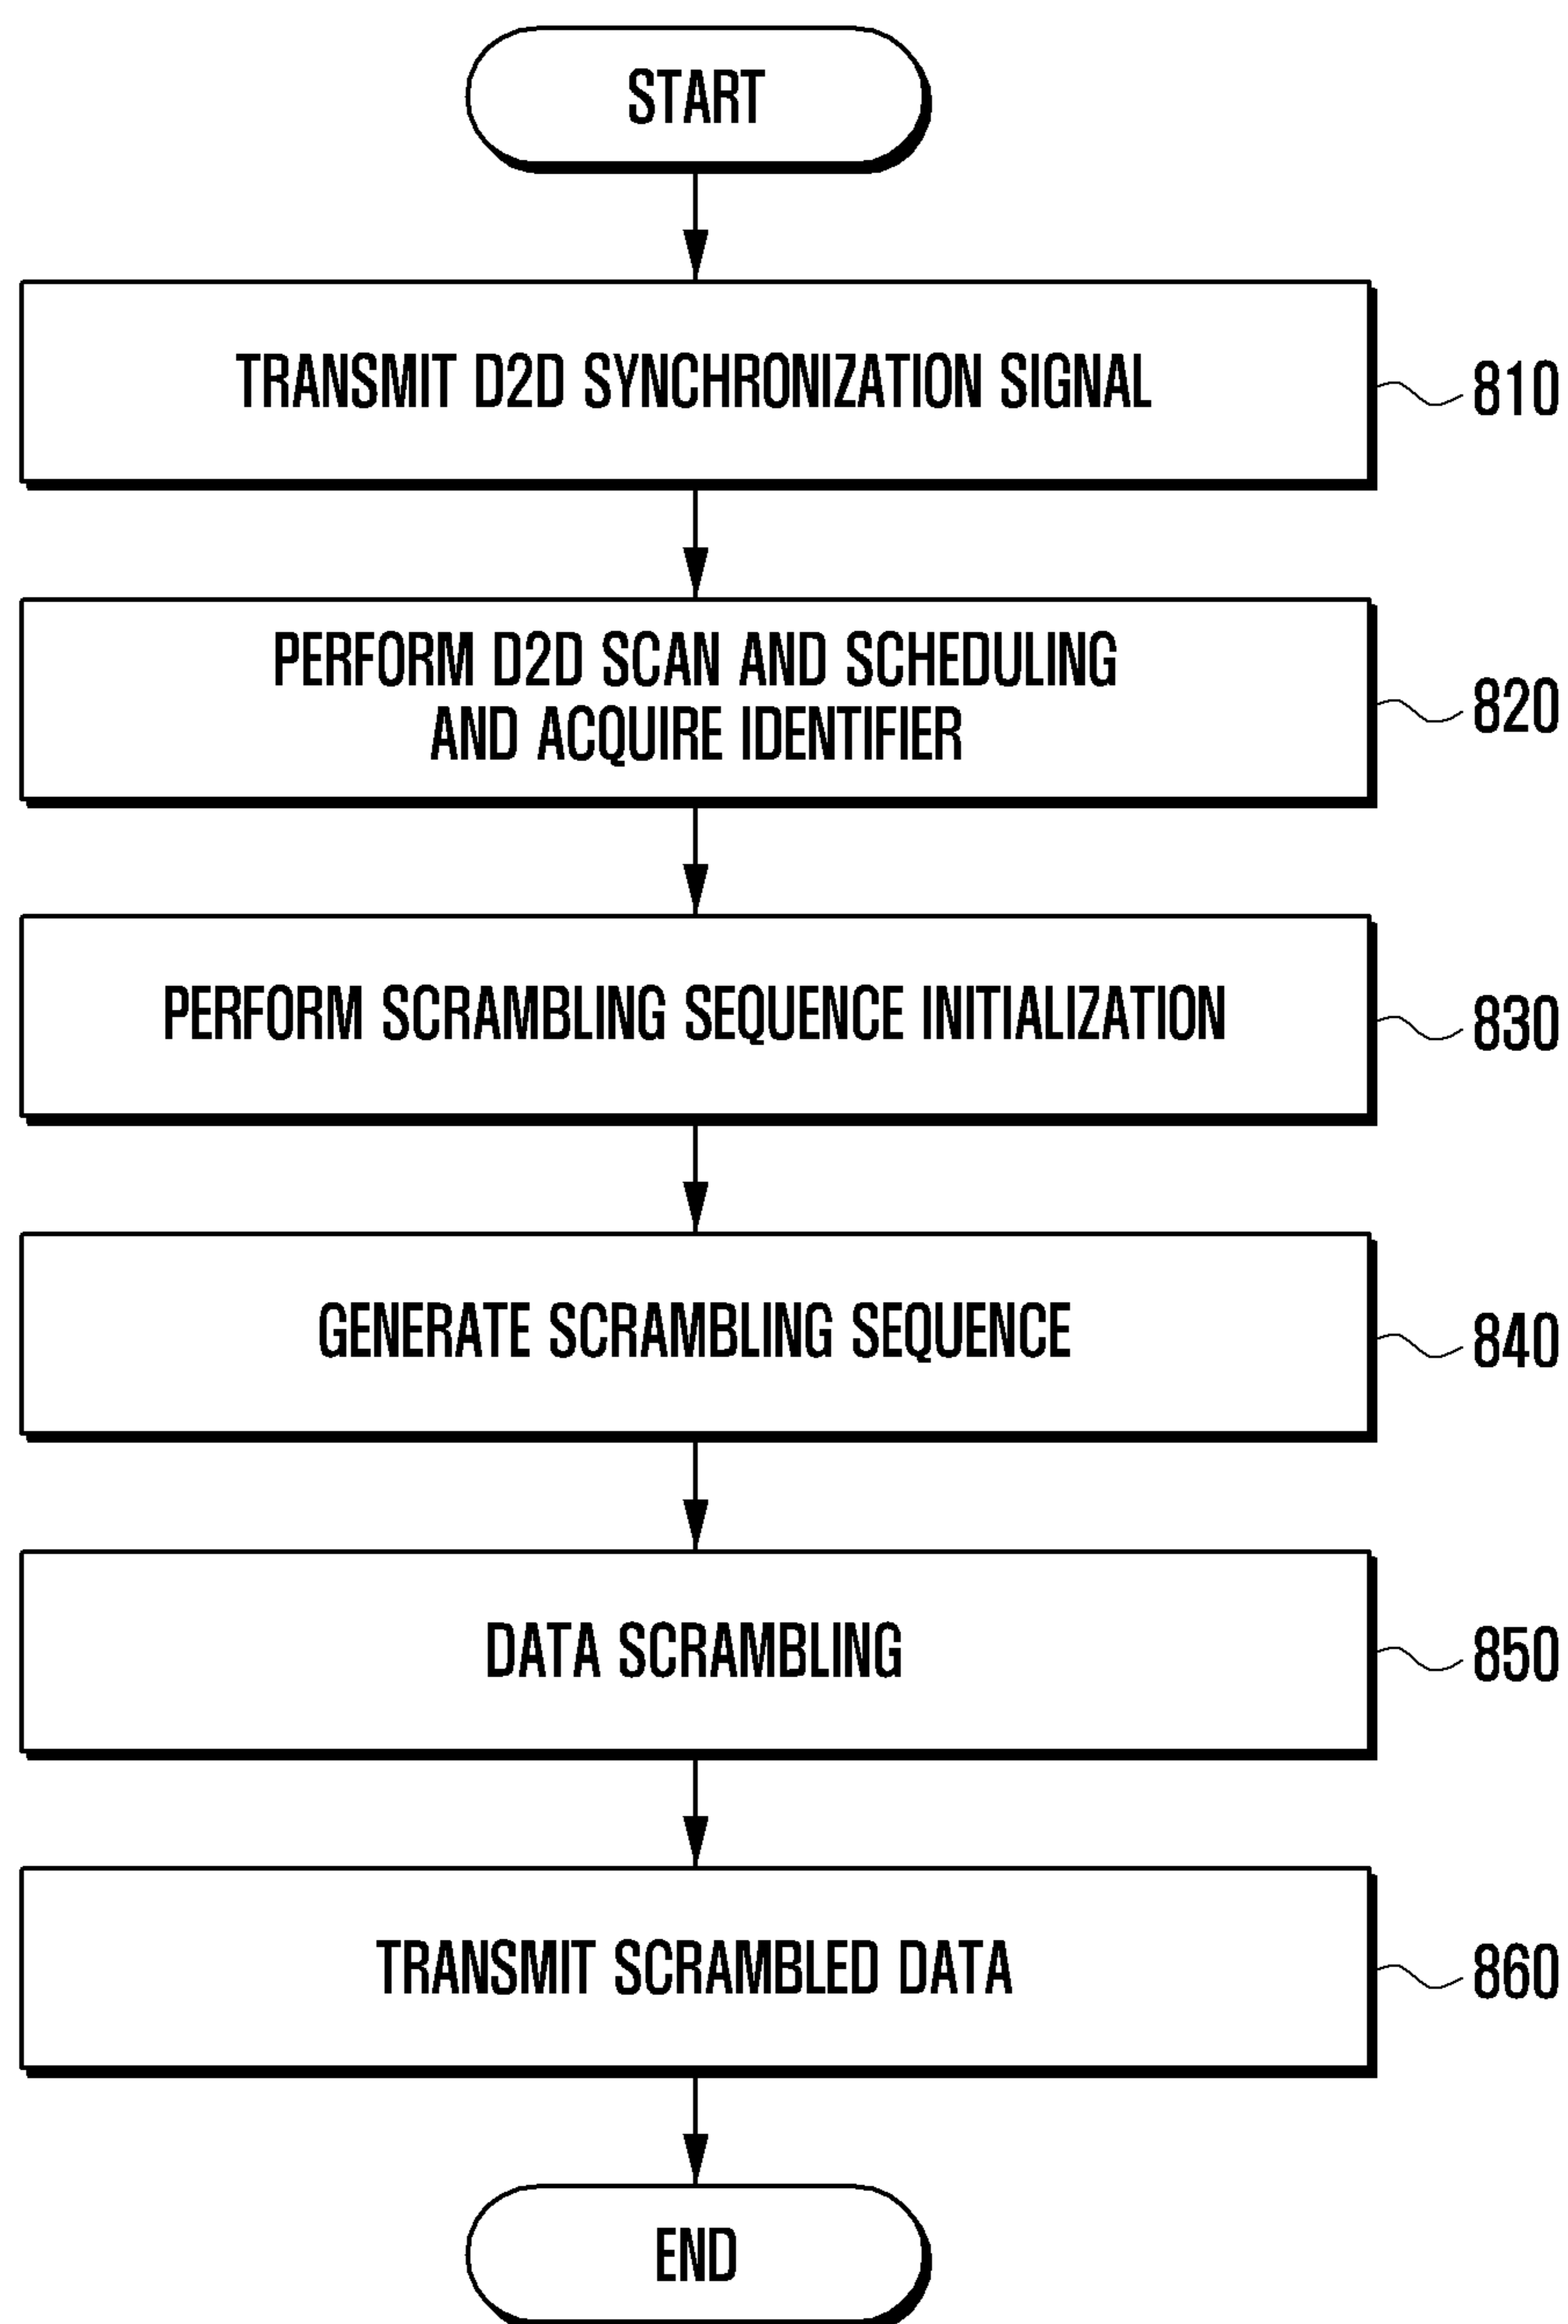 START
TRANSMIT D2D SYNCHRONIZATION SIGNAL
810
PERFORM D2D SCAN AND SCHEDULING
AND ACQUIRE IDENTIFIER
820
PERFORM SCRAMBLING SEQUENCE INITIALIZATION
830
GENERATE SCRAMBLING SEQUENCE
840
DATA SCRAMBLING
850
TRANSMIT SCRAMBLED DATA
860
END